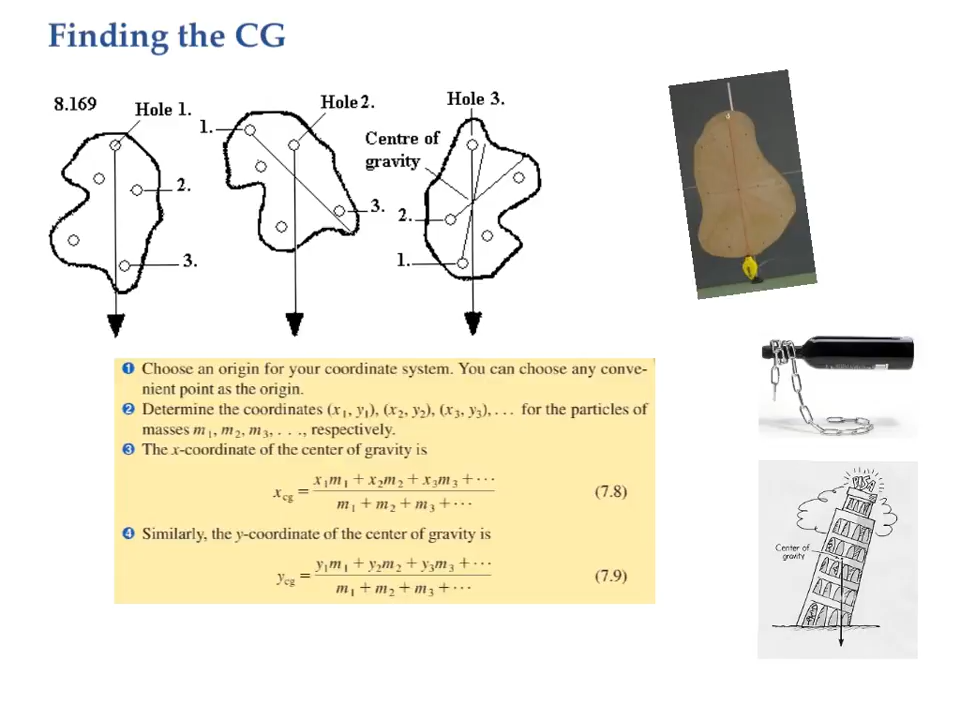 Finding the CG
8.169
Hole 1.
2.
3.
1.
Hole 2.
3.
Hole 3.
Centre of
gravity
2.
1.
❶ Choose an origin for your coordinate system. You can choose any conve-
nient point as the origin.
❷ Determine the coordinates (x₁, y₁), (x₂, y₂), (x₃, y₃), . . . for the particles of
masses m₁, m₂, m₃, . . ., respectively.
❸ The x-coordinate of the center of gravity is
x_cg = (x₁m₁ + x₂m₂ + x₃m₃ + ···) / (m₁ + m₂ + m₃ + ···) (7.8)
❹ Similarly, the y-coordinate of the center of gravity is
y_cg = (y₁m₁ + y₂m₂ + y₃m₃ + ···) / (m₁ + m₂ + m₃ + ···) (7.9)
PISA
Center of
gravity